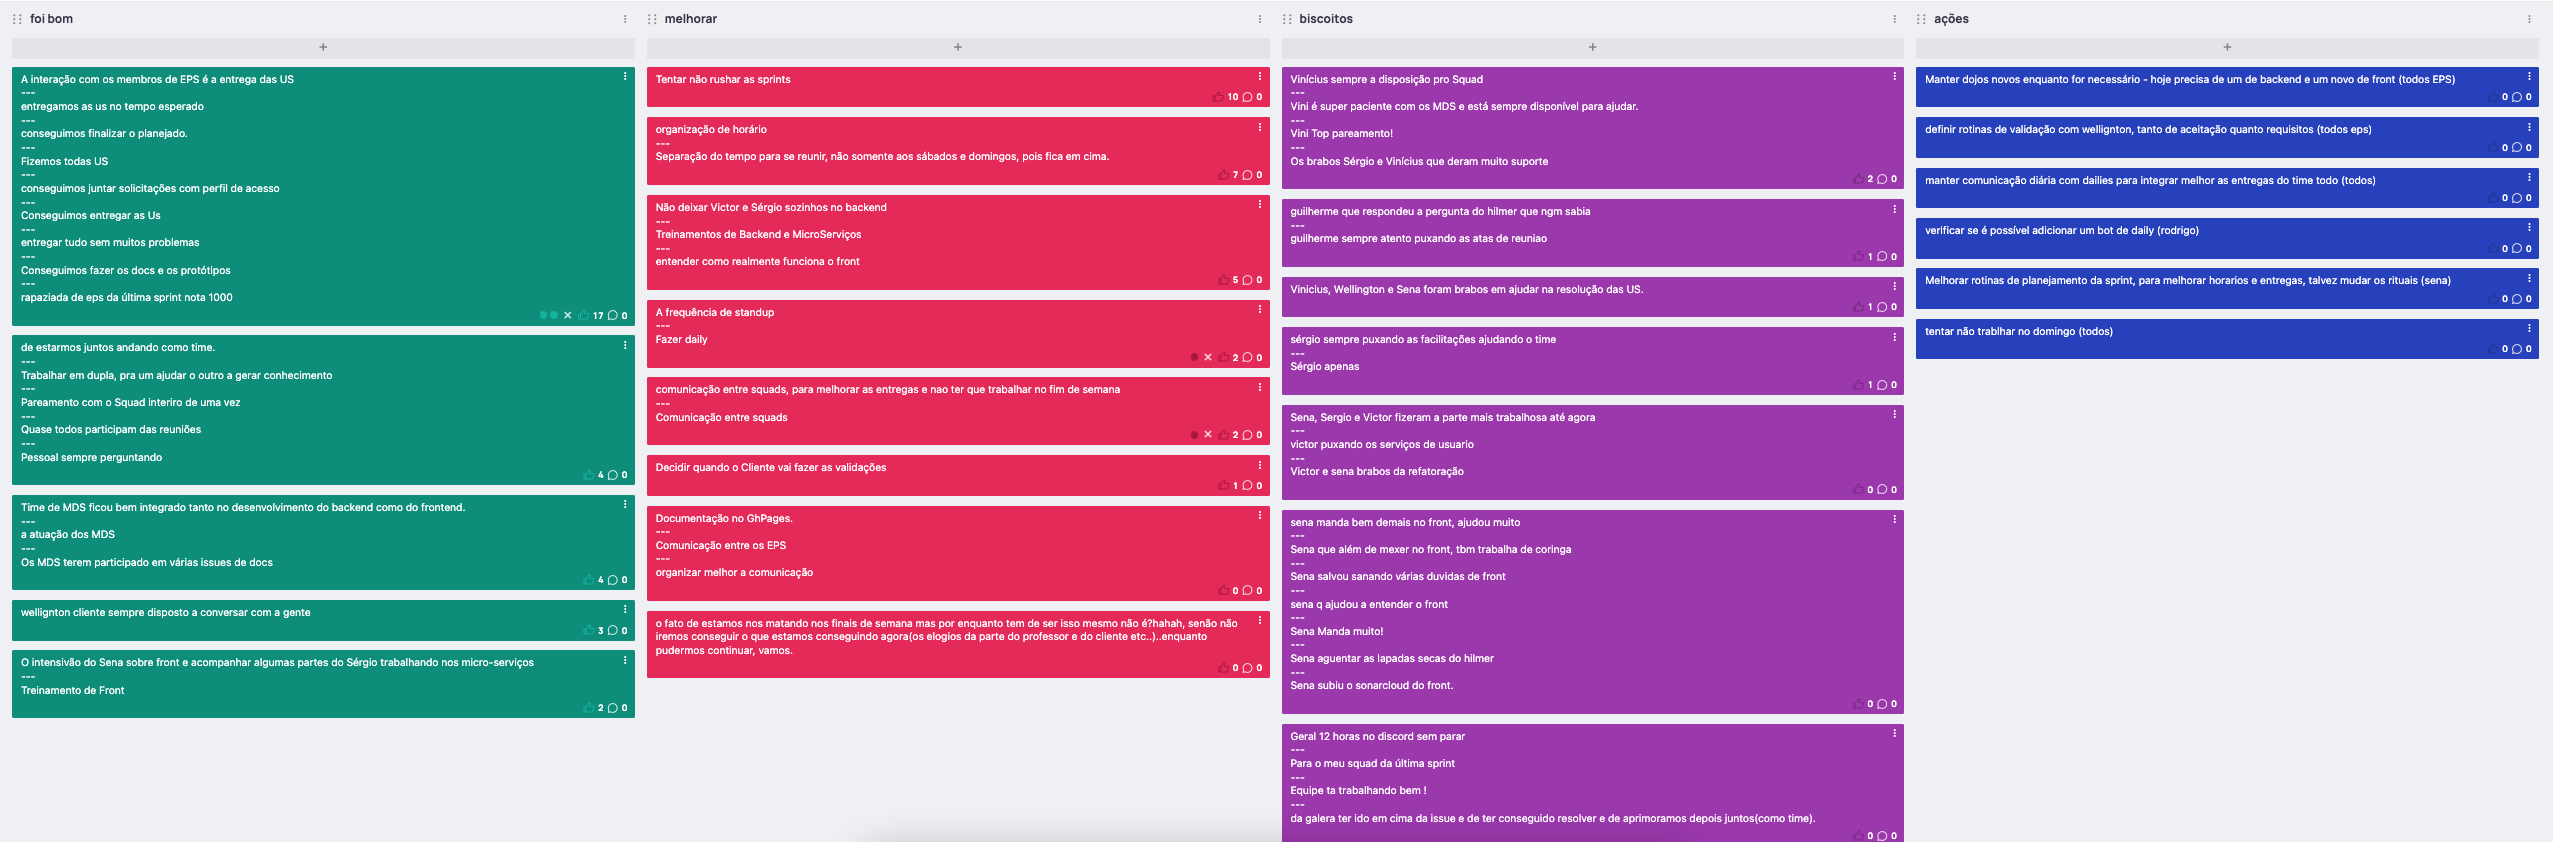 foi bom
+
A interação com os membros de EPS é a entrega das US
---
entregamos as us no tempo esperado
---
conseguimos finalizar o planejado.
---
Fizemos todas US
---
conseguimos juntar solicitações com perfil de acesso
---
Conseguimos entregar as Us
---
entregar tudo sem muitos problemas
---
Conseguimos fazer os docs e os protótipos
---
rapaziada de eps da última sprint nota 1000
17 0
de estarmos juntos andando como time.
---
Trabalhar em dupla, pra um ajudar o outro a gerar conhecimento
---
Pareamento com o Squad interiro de uma vez
---
Quase todos participam das reuniões
---
Pessoal sempre perguntando
4 0
Time de MDS ficou bem integrado tanto no desenvolvimento do backend como do frontend.
---
a atuação dos MDS
---
Os MDS terem participado em várias issues de docs
4 0
wellignton cliente sempre disposto a conversar com a gente
3 0
O intensivão do Sena sobre front e acompanhar algumas partes do Sérgio trabalhando nos micro-serviços
---
Treinamento de Front
2 0
melhorar
+
Tentar não rushar as sprints
10 0
organização de horário
---
Separação do tempo para se reunir, não somente aos sábados e domingos, pois fica em cima.
7 0
Não deixar Victor e Sérgio sozinhos no backend
---
Treinamentos de Backend e MicroServiços
---
entender como realmente funciona o front
5 0
A frequência de standup
---
Fazer daily
2 0
comunicação entre squads, para melhorar as entregas e nao ter que trabalhar no fim de semana
---
Comunicação entre squads
2 0
Decidir quando o Cliente vai fazer as validações
1 0
Documentação no GhPages.
---
Comunicação entre os EPS
---
organizar melhor a comunicação
0 0
o fato de estamos nos matando nos finais de semana mas por enquanto tem de ser isso mesmo não é?hahah, senão não
iremos conseguir o que estamos conseguindo agora(os elogios da parte do professor e do cliente etc..)..enquanto
pudermos continuar, vamos.
0 0
biscoitos
+
Vinícius sempre a disposição pro Squad
---
Vini é super paciente com os MDS e está sempre disponível para ajudar.
---
Vini Top pareamento!
---
Os brabos Sérgio e Vinícius que deram muito suporte
2 0
guilherme que respondeu a pergunta do hilmer que ngm sabia
---
guilherme sempre atento puxando as atas de reuniao
1 0
Vinicius, Wellington e Sena foram brabos em ajudar na resolução das US.
1 0
sérgio sempre puxando as facilitações ajudando o time
---
Sérgio apenas
1 0
Sena, Sergio e Victor fizeram a parte mais trabalhosa até agora
---
victor puxando os serviços de usuario
---
Victor e sena brabos da refatoração
0 0
sena manda bem demais no front, ajudou muito
---
Sena que além de mexer no front, tbm trabalha de coringa
---
Sena salvou sanando várias duvidas de front
---
sena q ajudou a entender o front
---
Sena Manda muito!
---
Sena aguentar as lapadas secas do hilmer
---
Sena subiu o sonarcloud do front.
0 0
Geral 12 horas no discord sem parar
---
Para o meu squad da última sprint
---
Equipe ta trabalhando bem !
---
da galera ter ido em cima da issue e de ter conseguido resolver e de aprimoramos depois juntos(como time).
0 0
ações
+
Manter dojos novos enquanto for necessário - hoje precisa de um de backend e um novo de front (todos EPS)
0 0
definir rotinas de validação com wellignton, tanto de aceitação quanto requisitos (todos eps)
0 0
manter comunicação diária com dailies para integrar melhor as entregas do time todo (todos)
0 0
verificar se é possível adicionar um bot de daily (rodrigo)
0 0
Melhorar rotinas de planejamento da sprint, para melhorar horarios e entregas, talvez mudar os rituais (sena)
0 0
tentar não trablhar no domingo (todos)
0 0